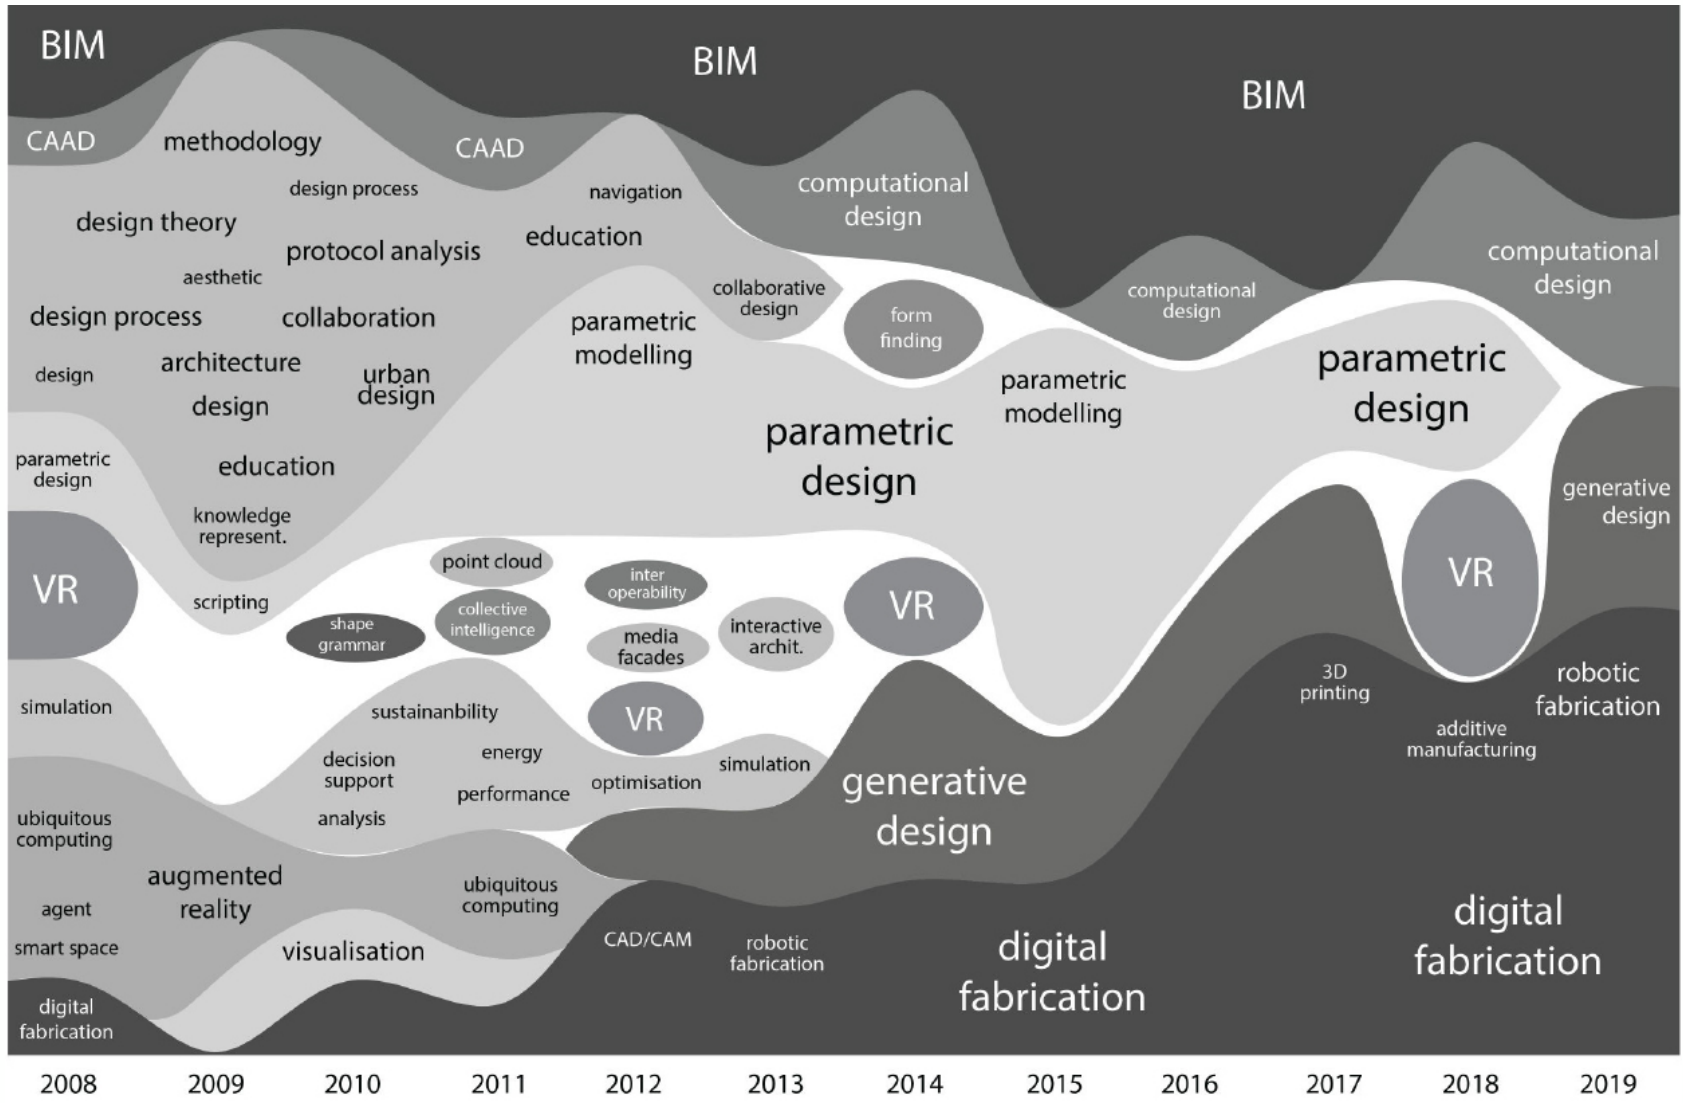 BIM
BIM
BIM
CAAD
methodology
CAAD
design process
navigation
computational
design
design theory
protocol analysis
education
computational
design
aesthetic
collaborative
design
computational
design
design process
collaboration
parametric
modelling
form
finding
design
architecture
design
urban
design
parametric
modelling
parametric
design
parametric
design
education
parametric
design
knowledge
represent.
generative
design
VR
scripting
point cloud
collective
intelligence
inter
operability
shape
grammar
media
facades
interactive
archit.
VR
VR
VR
simulation
sustainanbility
energy
decision
support
performance
analysis
optimisation
simulation
generative
design
3D
printing
additive
manufacturing
robotic
fabrication
ubiquitous
computing
augmented
reality
ubiquitous
computing
agent
smart space
visualisation
CAD/CAM
robotic
fabrication
digital
fabrication
digital
fabrication
digital
fabrication
2008 2009 2010 2011 2012 2013 2014 2015 2016 2017 2018 2019